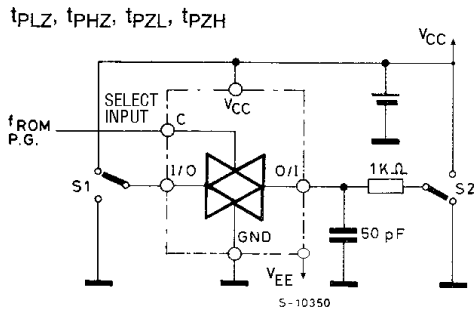 tPLZ, tPHZ, tPZL, tPZH
VCC
SELECT
INPUT
VCC
fROM
P.G.
C
I/O
O/I
1KΩ
S1
S2
GND
50 pF
VEE
S-10350